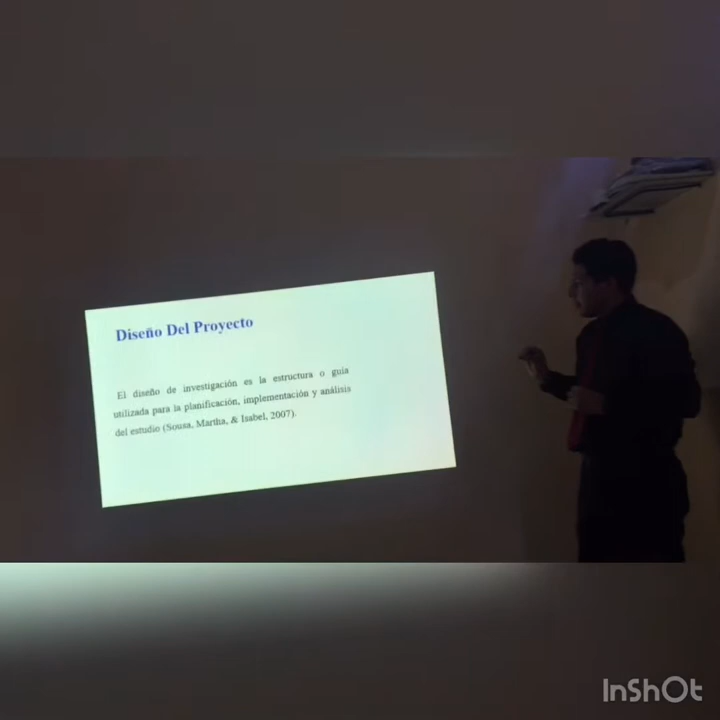 Diseño Del Proyecto
El diseño de investigación es la estructura o guía
utilizada para la planificación, implementación y análisis
del estudio (Sousa, Martha, & Isabel, 2007).
InShOt